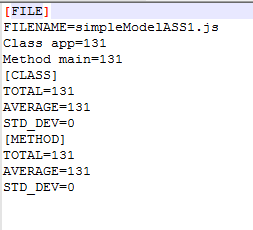 [FILE]
FILENAME=simpleModelASS1.js
Class app=131
Method main=131
[CLASS]
TOTAL=131
AVERAGE=131
STD_DEV=0
[METHOD]
TOTAL=131
AVERAGE=131
STD_DEV=0